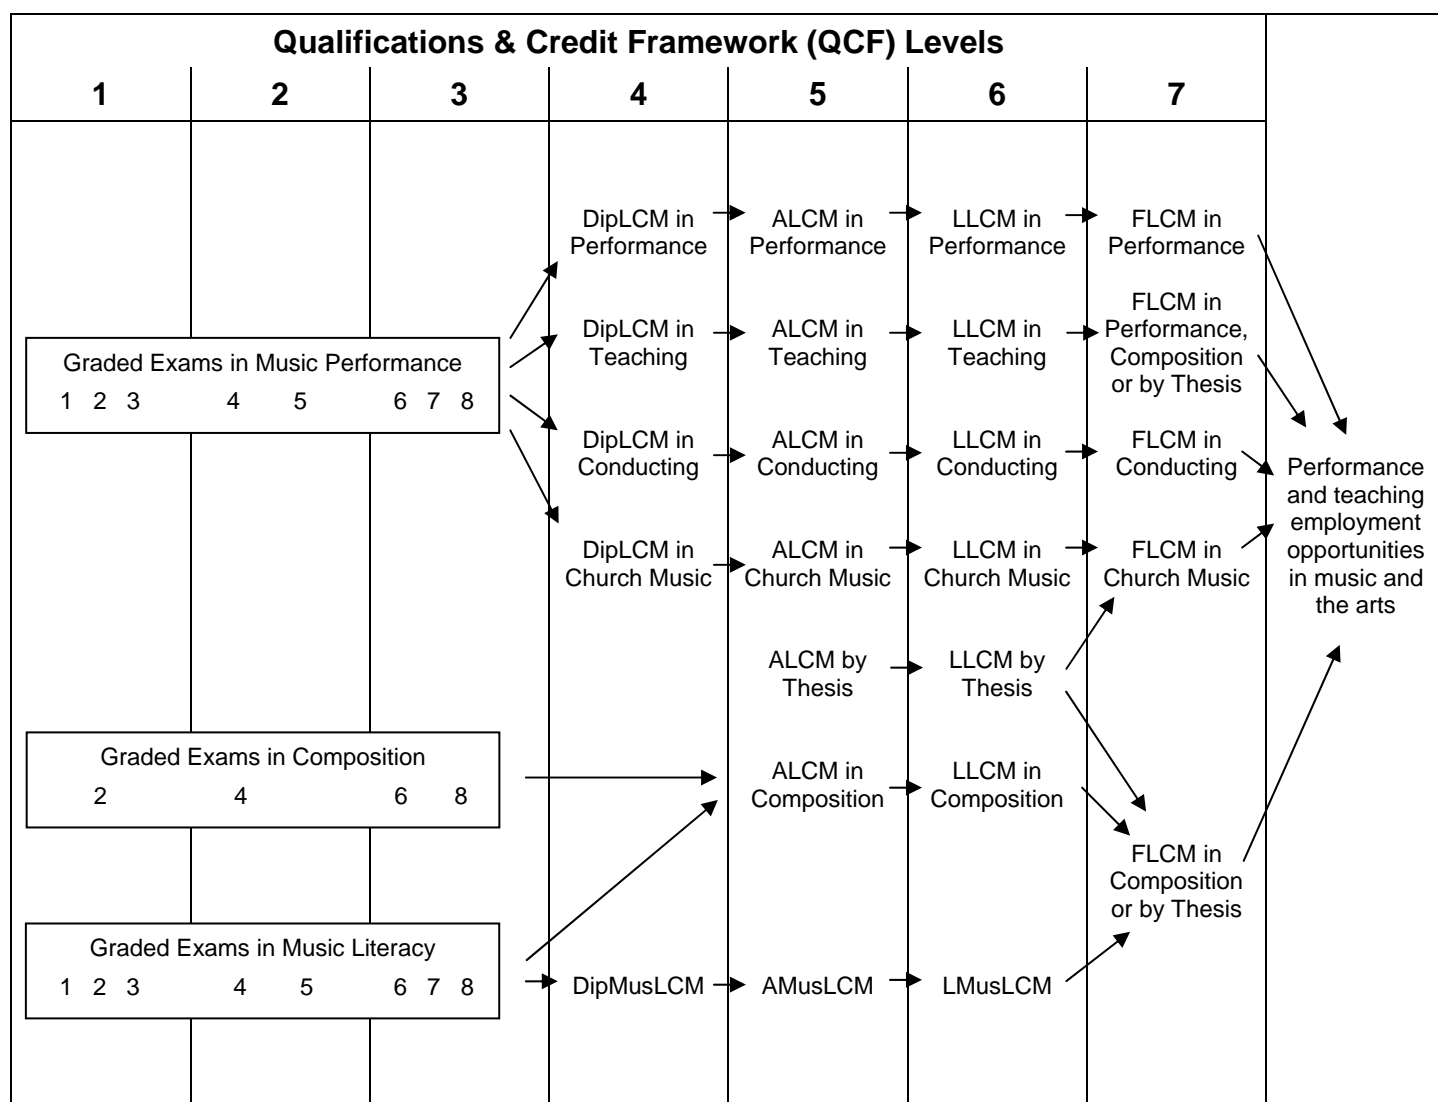 Qualifications & Credit Framework (QCF) Levels
1 2 3 4 5 6 7
DipLCM in
Performance
ALCM in
Performance
LLCM in
Performance
FLCM in
Performance
Graded Exams in Music Performance
1 2 3 4 5 6 7 8
DipLCM in
Teaching
ALCM in
Teaching
LLCM in
Teaching
FLCM in
Performance,
Composition
or by Thesis
DipLCM in
Conducting
ALCM in
Conducting
LLCM in
Conducting
FLCM in
Conducting
DipLCM in
Church Music
ALCM in
Church Music
LLCM in
Church Music
FLCM in
Church Music
Performance
and teaching
employment
opportunities
in music and
the arts
ALCM by
Thesis
LLCM by
Thesis
Graded Exams in Composition
2 4 6 8
ALCM in
Composition
LLCM in
Composition
FLCM in
Composition
or by Thesis
Graded Exams in Music Literacy
1 2 3 4 5 6 7 8
DipMusLCM
AMusLCM
LMusLCM